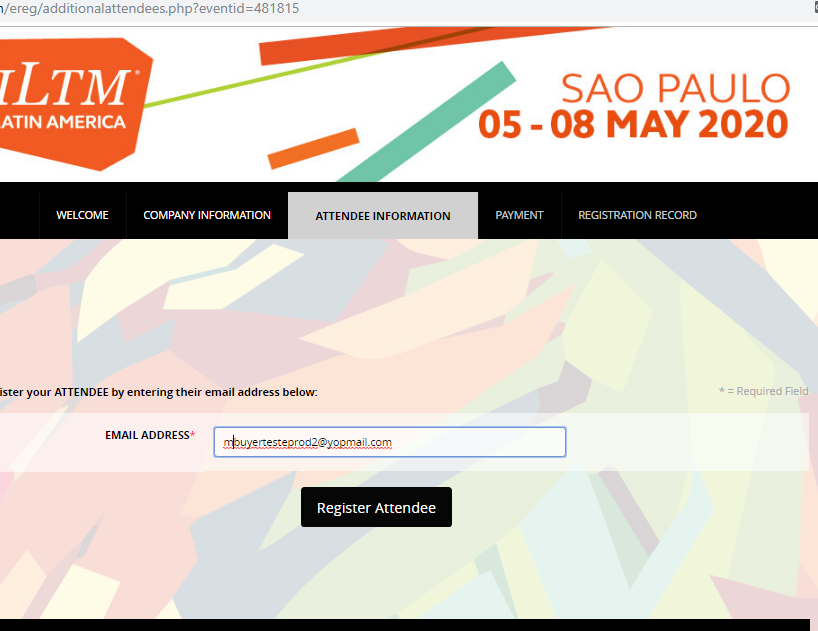 /ereg/additionalattendees.php?eventid=481815
ILTM®
LATIN AMERICA
SAO PAULO
05 - 08 MAY 2020
WELCOME
COMPANY INFORMATION
ATTENDEE INFORMATION
PAYMENT
REGISTRATION RECORD
ister your ATTENDEE by entering their email address below:
* = Required Field
EMAIL ADDRESS*
mbuyertesteprod2@yopmail.com
Register Attendee